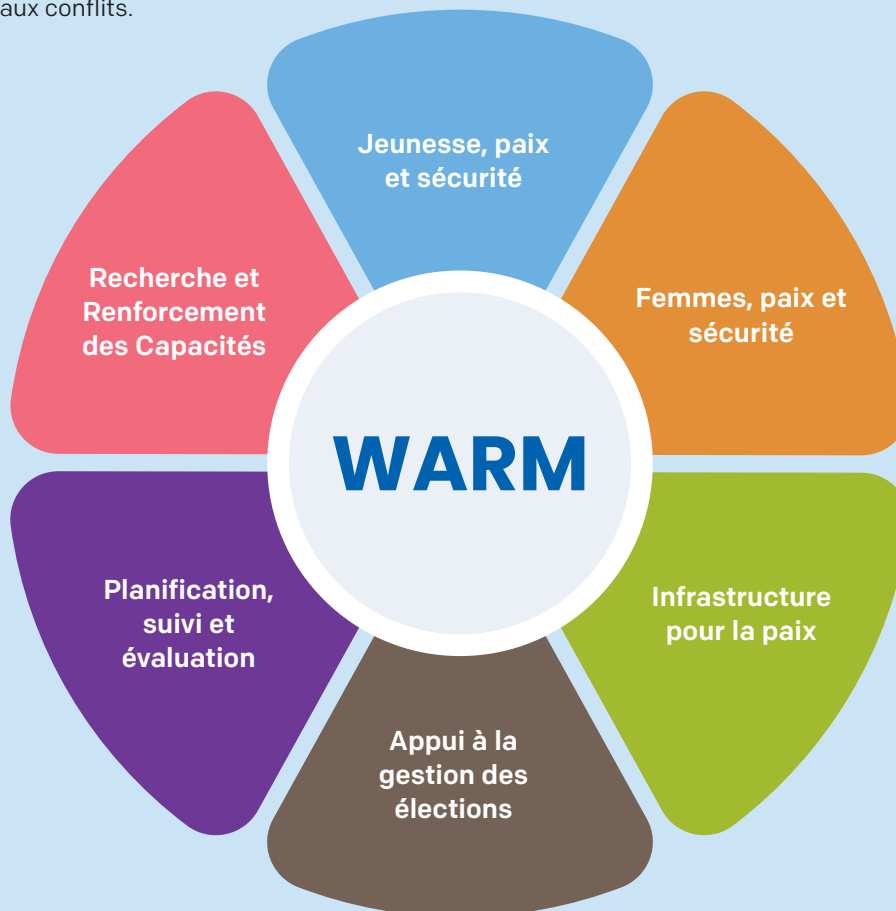 aux conflits.
Jeunesse, paix
et sécurité
Femmes, paix et
sécurité
Infrastructure
pour la paix
Appui à la
gestion des
élections
Planification,
suivi et
évaluation
Recherche et
Renforcement
des Capacités
WARM